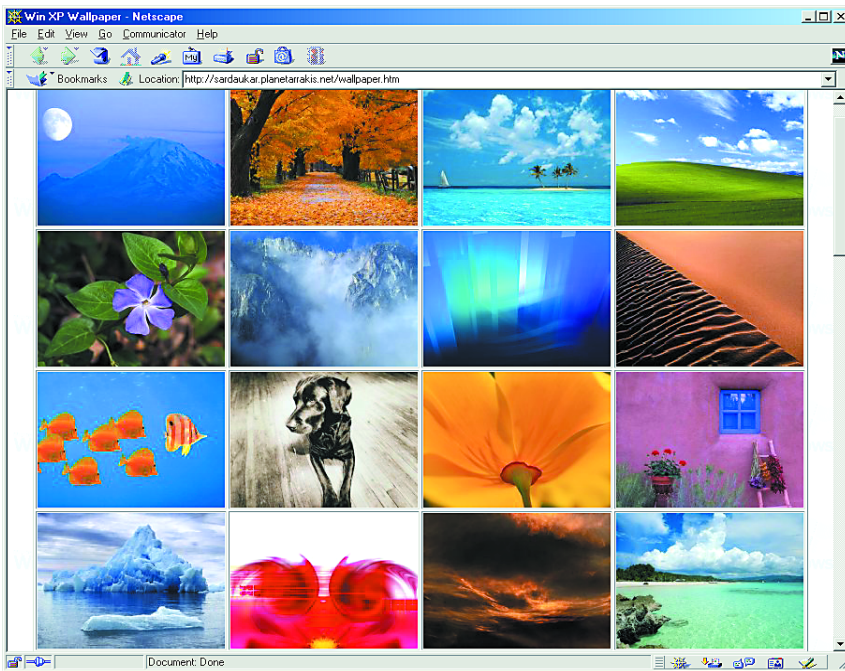 Win XP Wallpaper - Netscape
File Edit View Go Communicator Help
My
N
Bookmarks Location: http://sardaukar.planetarrakis.net/wallpaper.htm
Document: Done